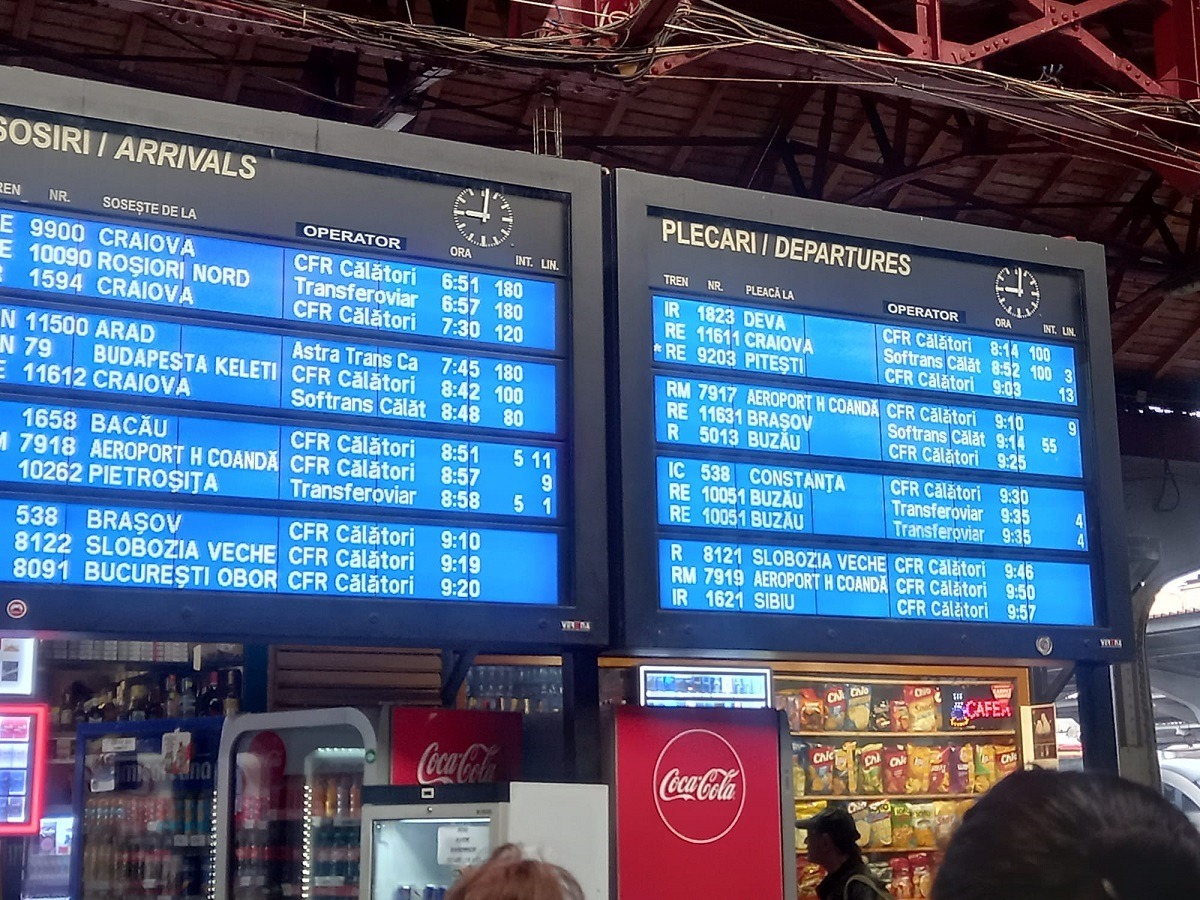 SOSIRI / ARRIVALS
NR. SOSEȘTE DE LA OPERATOR ORA INT. LIN.
9900 CRAIOVA CFR Călători 6:51 180
10090 ROȘIORI NORD Transferoviar 6:57 180
1594 CRAIOVA CFR Călători 7:30 120
N 11500 ARAD Astra Trans Ca 7:45 180
N 79 BUDAPESTA KELETI CFR Călători 8:42 100
E 11612 CRAIOVA Softrans Călăt 8:48 80
1658 BACĂU CFR Călători 8:51 5 11
M 7918 AEROPORT H COANDĂ CFR Călători 8:57 9
10262 PIETROȘIȚA Transferoviar 8:58 5 1
538 BRAȘOV CFR Călători 9:10
8122 SLOBOZIA VECHE CFR Călători 9:19
8091 BUCUREȘTI OBOR CFR Călători 9:20
PLECARI / DEPARTURES
TREN NR. PLEACĂ LA OPERATOR ORA INT. LIN.
IR 1823 DEVA CFR Călători 8:14 100
RE 11611 CRAIOVA Softrans Călăt 8:52 100 3
* RE 9203 PITEȘTI CFR Călători 9:03 13
RM 7917 AEROPORT H COANDĂ CFR Călători 9:10 9
RE 11631 BRAȘOV Softrans Călăt 9:14 55
R 5013 BUZĂU CFR Călători 9:25
IC 538 CONSTANȚA CFR Călători 9:30
RE 10051 BUZĂU Transferoviar 9:35 4
RE 10051 BUZĂU Transferoviar 9:35 4
R 8121 SLOBOZIA VECHE CFR Călători 9:46
RM 7919 AEROPORT H COANDĂ CFR Călători 9:50
IR 1621 SIBIU CFR Călători 9:57
Coca-Cola
Coca-Cola
Chio
Chio
CAFEA
Chio